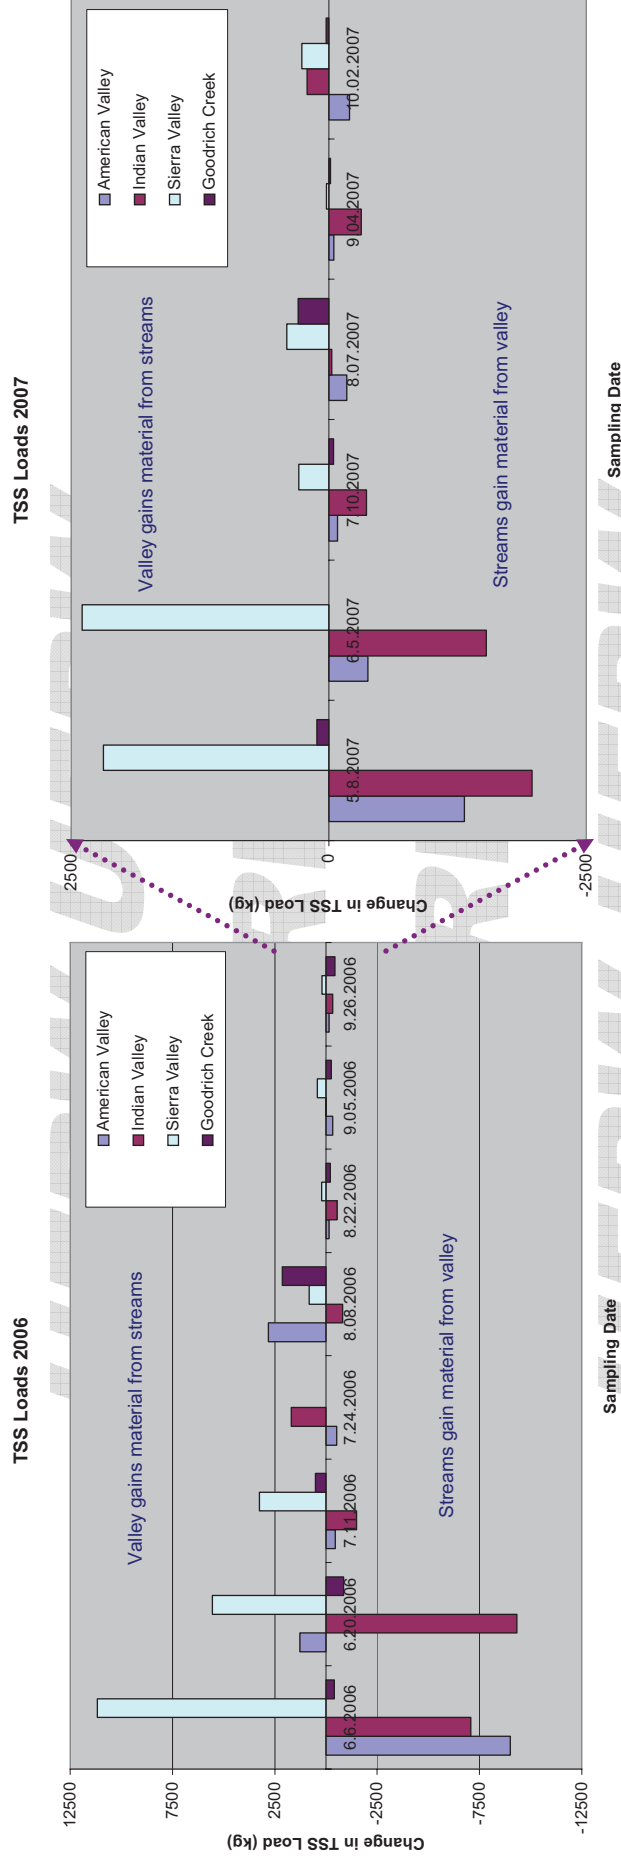 TSS Loads 2006
12500
7500
2500
-2500
-7500
-12500
Change in TSS Load (kg)
Valley gains material from streams
Streams gain material from valley
American Valley
Indian Valley
Sierra Valley
Goodrich Creek
6.6.2006
6.20.2006
7.11.2006
7.24.2006
8.08.2006
8.22.2006
9.05.2006
9.26.2006
Sampling Date
TSS Loads 2007
2500
0
-2500
Change in TSS Load (kg)
Valley gains material from streams
Streams gain material from valley
American Valley
Indian Valley
Sierra Valley
Goodrich Creek
5.8.2007
6.5.2007
7.10.2007
8.07.2007
9.04.2007
10.02.2007
Sampling Date